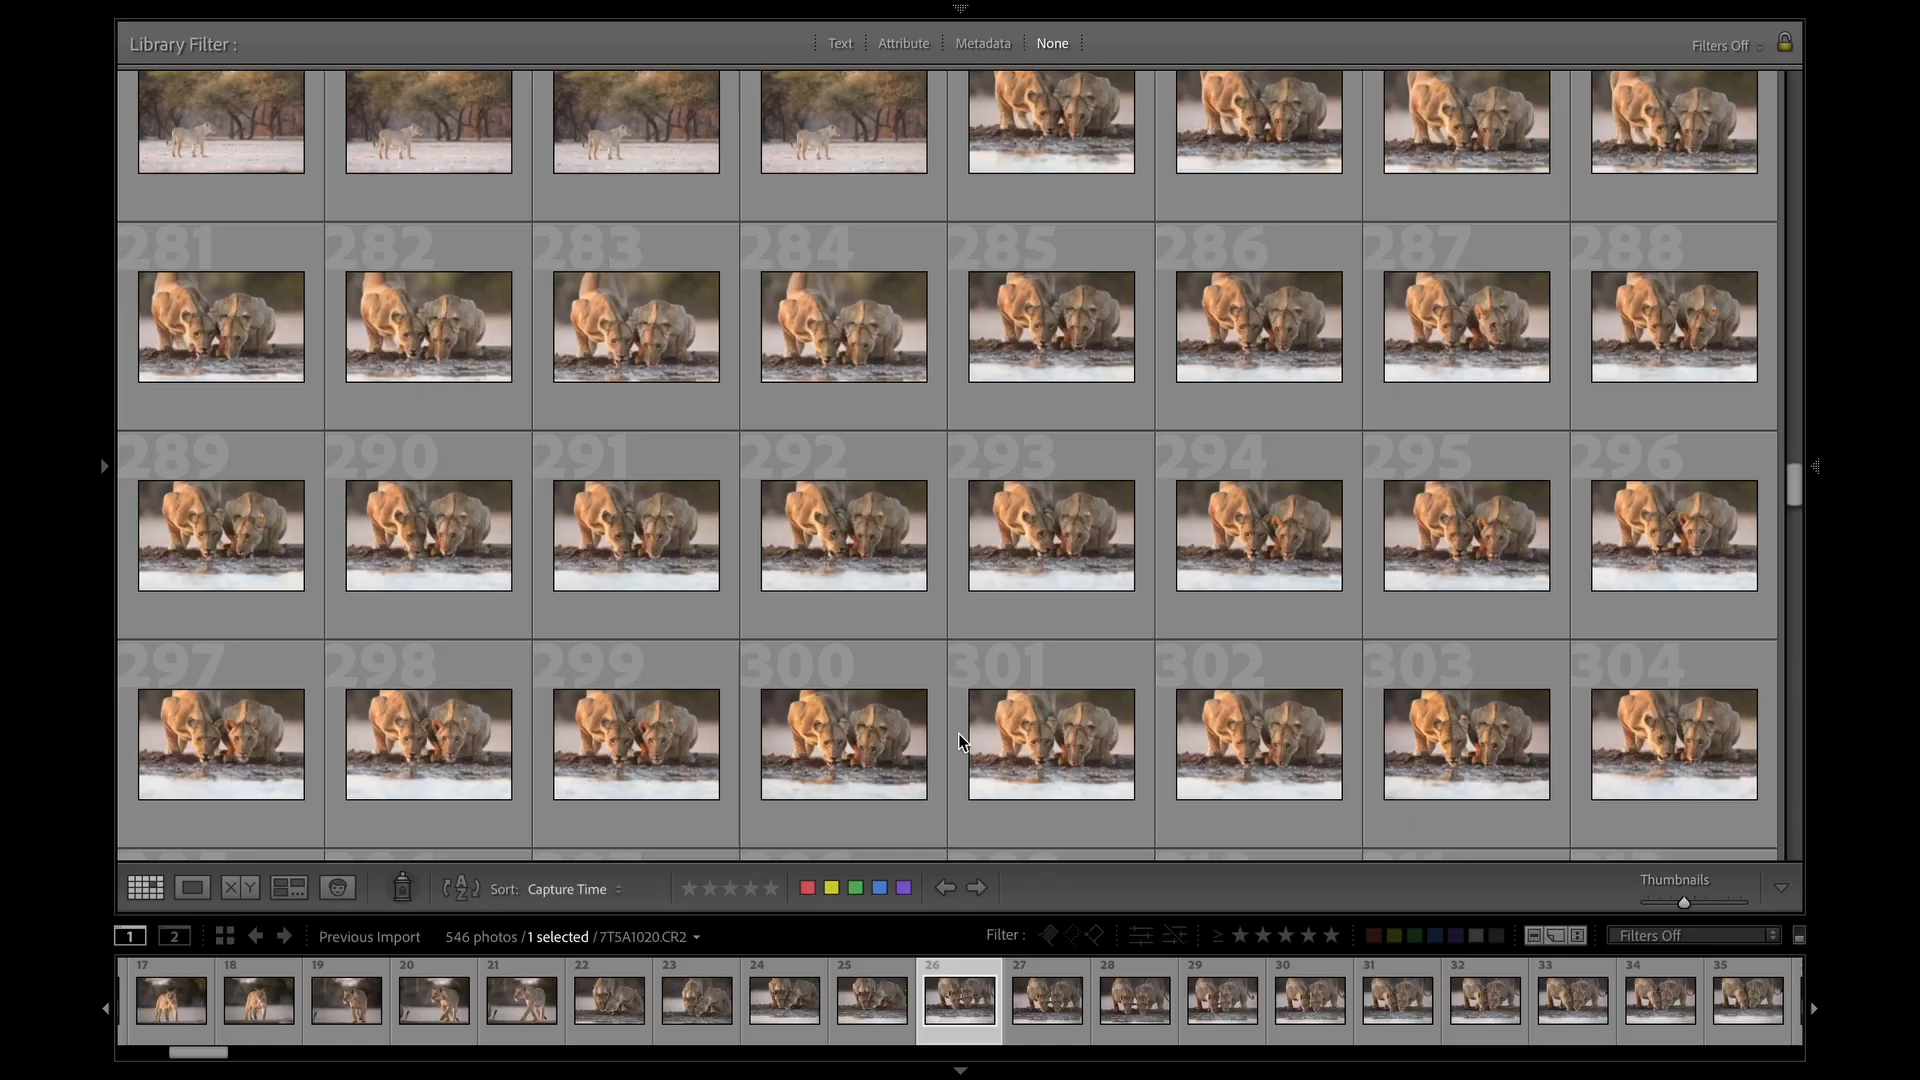 Library Filter :
Text Attribute Metadata None
Filters Off
281 282 283 284 285 286 287 288
289 290 291 292 293 294 295 296
297 298 299 300 301 302 303 304
XY
AZ Sort: Capture Time
Thumbnails
1 2 Previous Import 546 photos / 1 selected / 7T5A1020.CR2
Filter : ≥ Filters Off
17 18 19 20 21 22 23 24 25 26 27 28 29 30 31 32 33 34 35